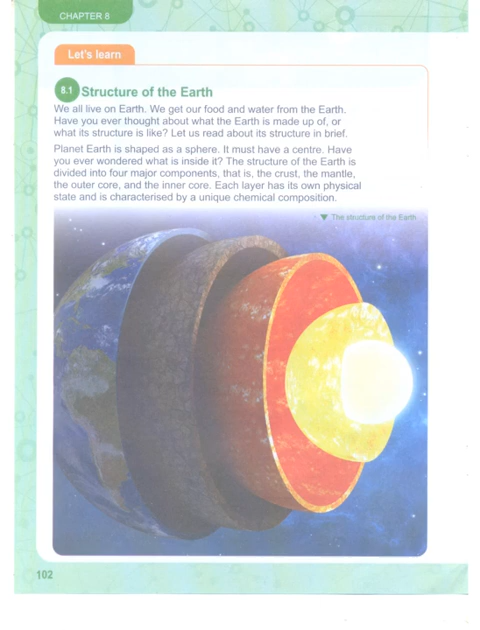 CHAPTER 8
Let's learn
8.1 Structure of the Earth
We all live on Earth. We get our food and water from the Earth.
Have you ever thought about what the Earth is made up of, or
what its structure is like? Let us read about its structure in brief.
Planet Earth is shaped as a sphere. It must have a centre. Have
you ever wondered what is inside it? The structure of the Earth is
divided into four major components, that is, the crust, the mantle,
the outer core, and the inner core. Each layer has its own physical
state and is characterised by a unique chemical composition.
▼ The structure of the Earth
102